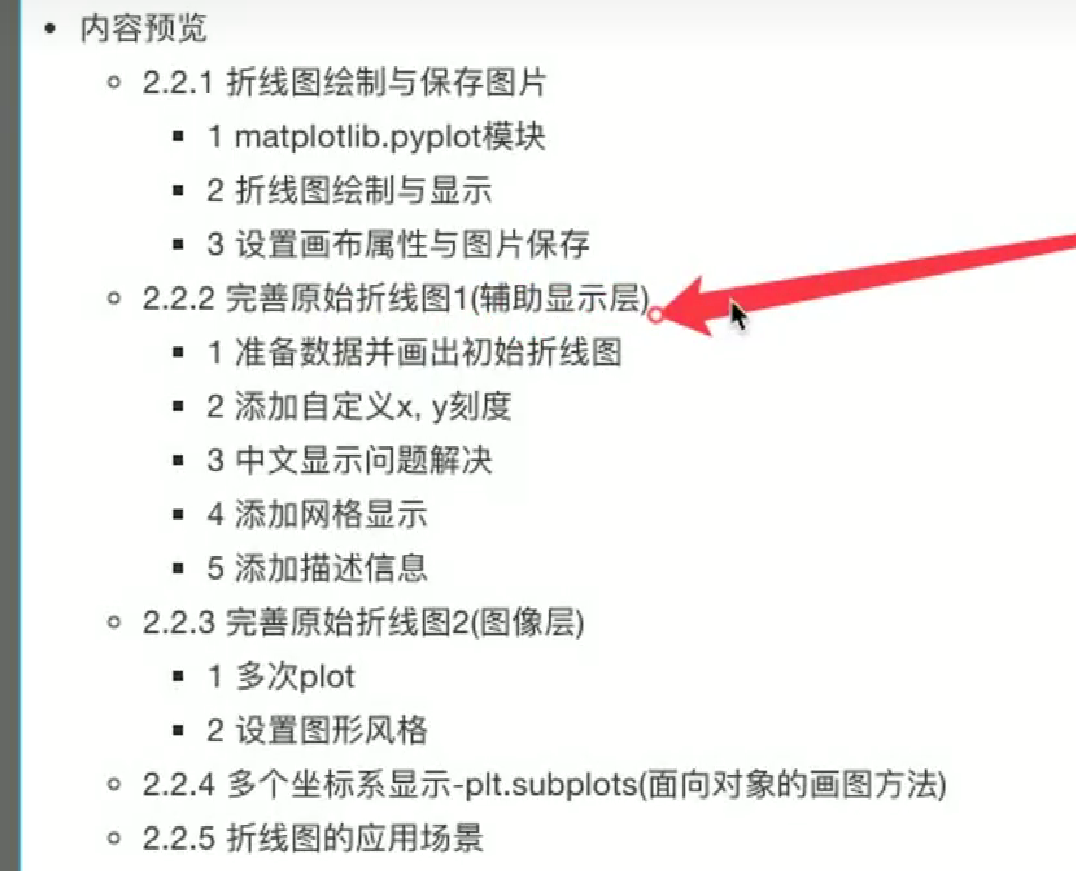 内容预览
2.2.1 折线图绘制与保存图片
1 matplotlib.pyplot模块
2 折线图绘制与显示
3 设置画布属性与图片保存
2.2.2 完善原始折线图1(辅助显示层)
1 准备数据并画出初始折线图
2 添加自定义x, y刻度
3 中文显示问题解决
4 添加网格显示
5 添加描述信息
2.2.3 完善原始折线图2(图像层)
1 多次plot
2 设置图形风格
2.2.4 多个坐标系显示-plt.subplots(面向对象的画图方法)
2.2.5 折线图的应用场景